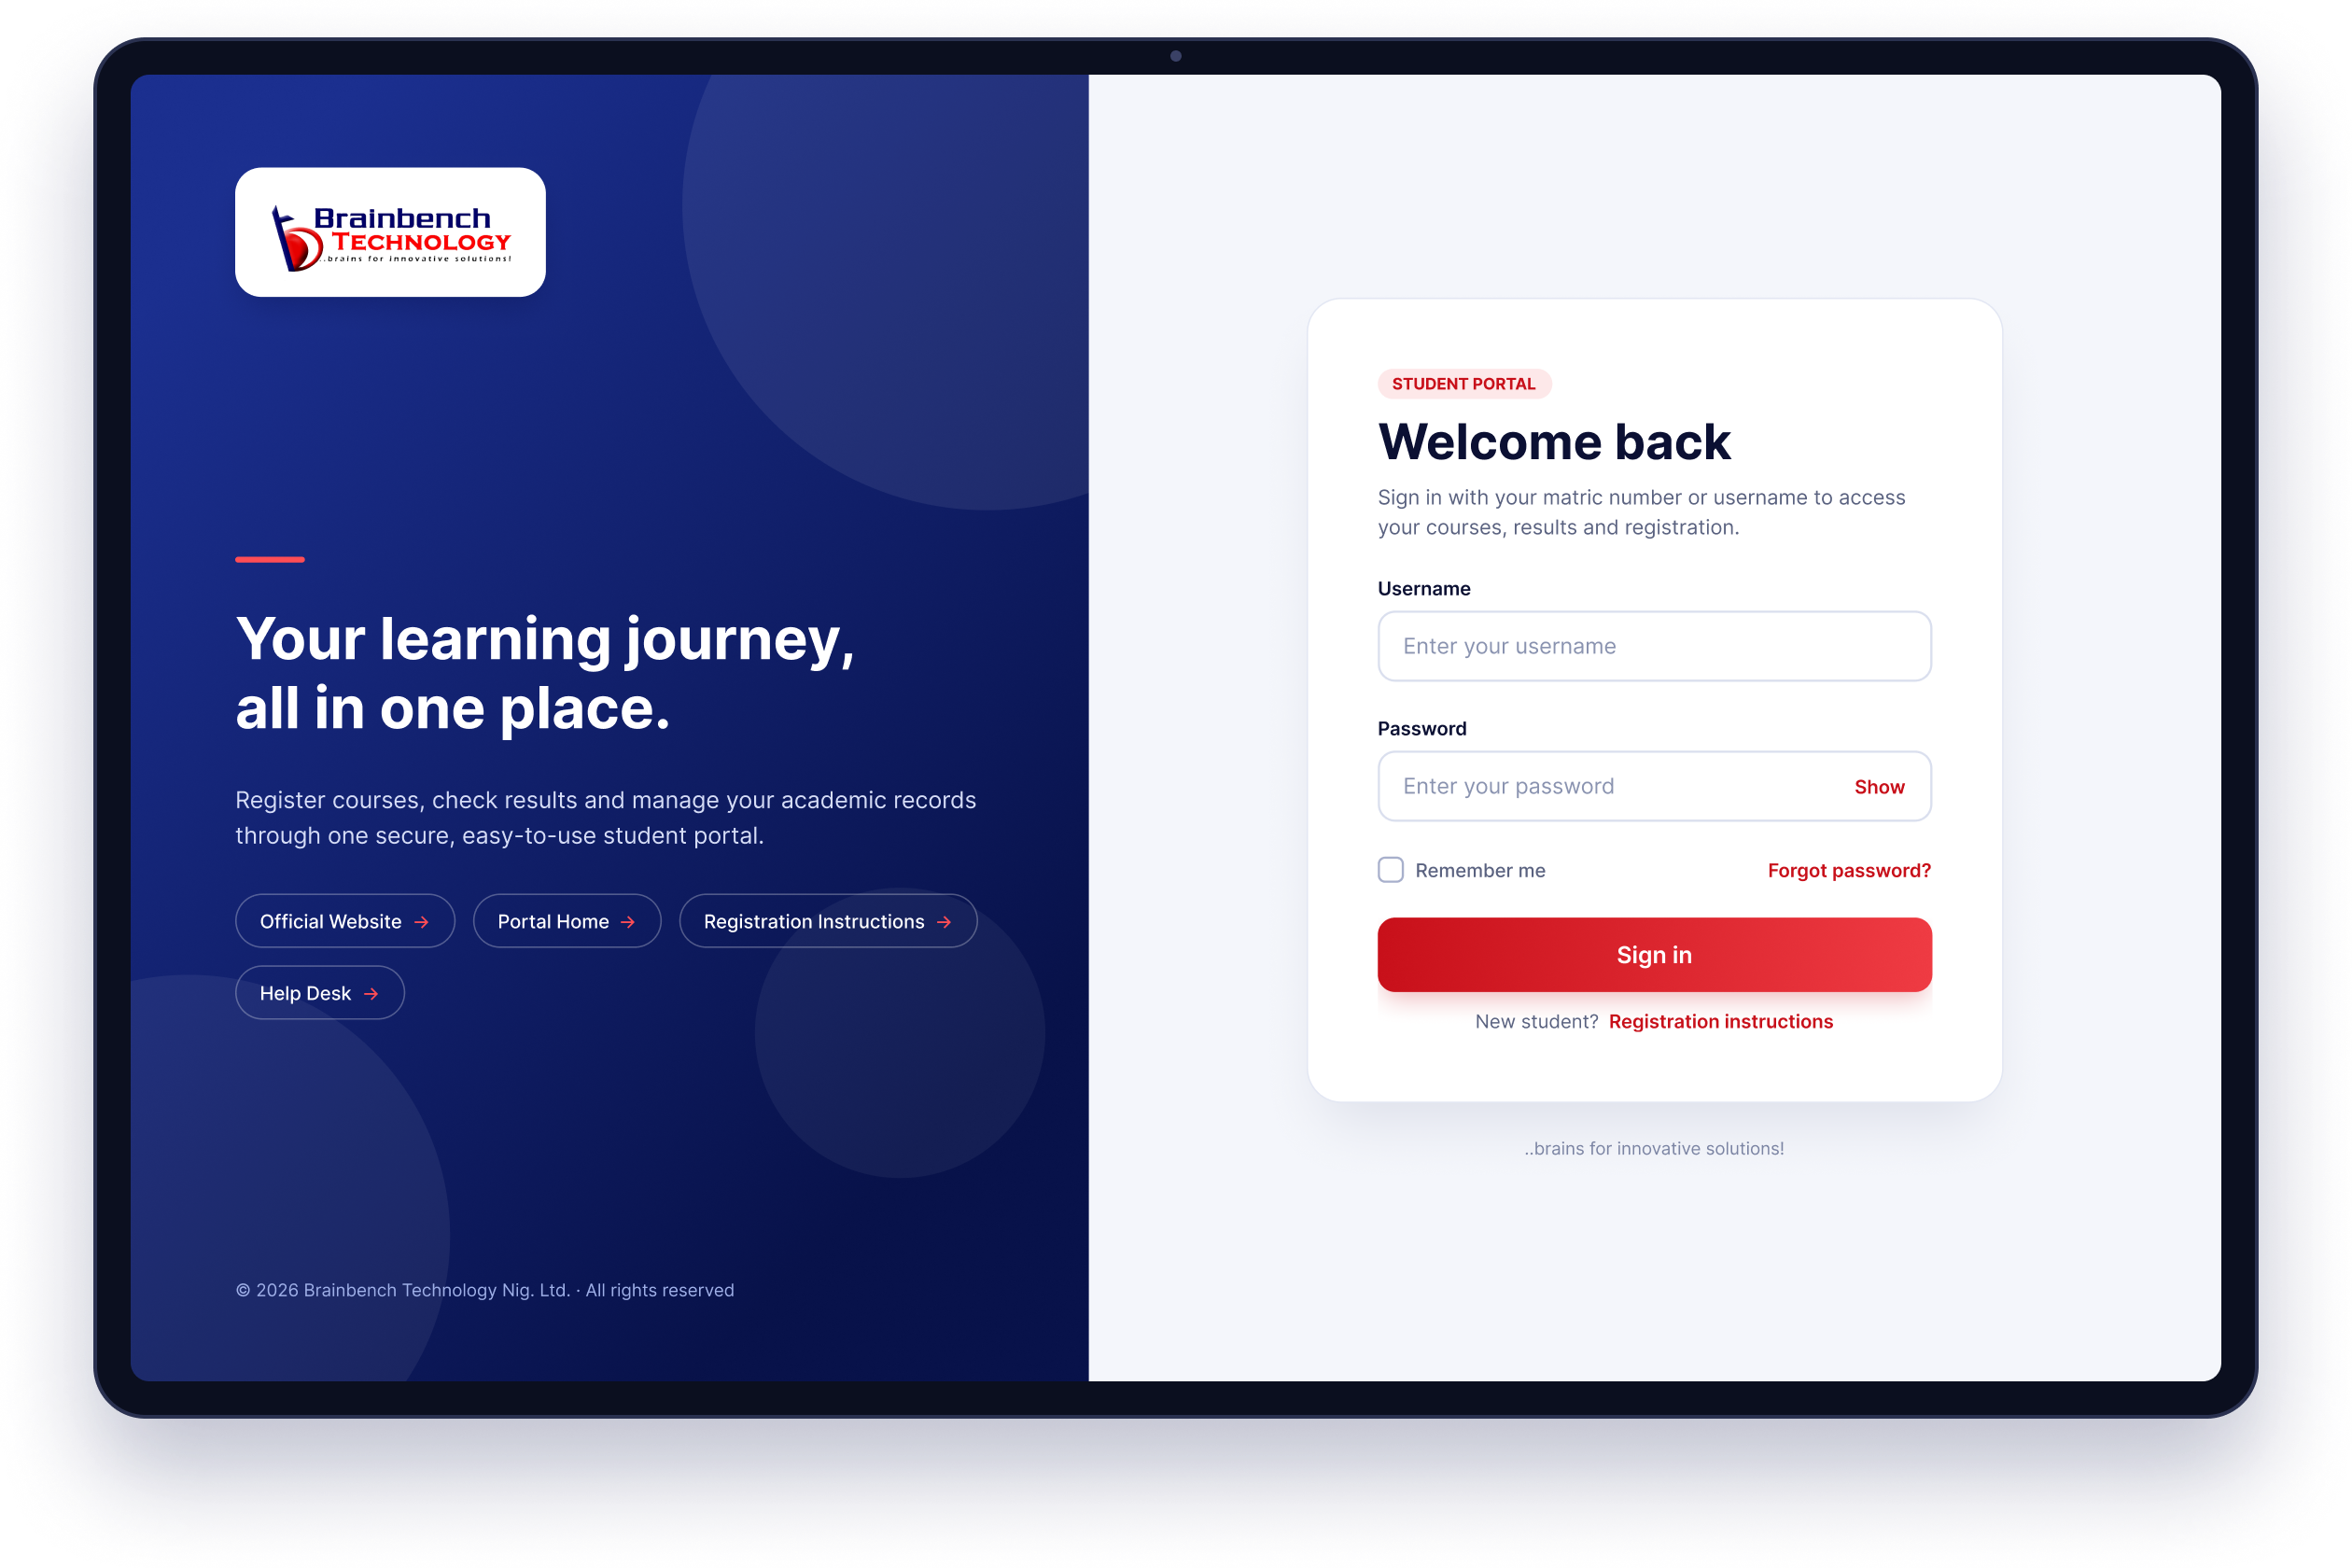 Brainbench
TECHNOLOGY
..brains for innovative solutions!
Your learning journey,
all in one place.
Register courses, check results and manage your academic records
through one secure, easy-to-use student portal.
Official Website →
Portal Home →
Registration Instructions →
Help Desk →
© 2026 Brainbench Technology Nig. Ltd. · All rights reserved
STUDENT PORTAL
Welcome back
Sign in with your matric number or username to access
your courses, results and registration.
Username
Enter your username
Password
Enter your password
Show
Remember me
Forgot password?
Sign in
New student? Registration instructions
..brains for innovative solutions!